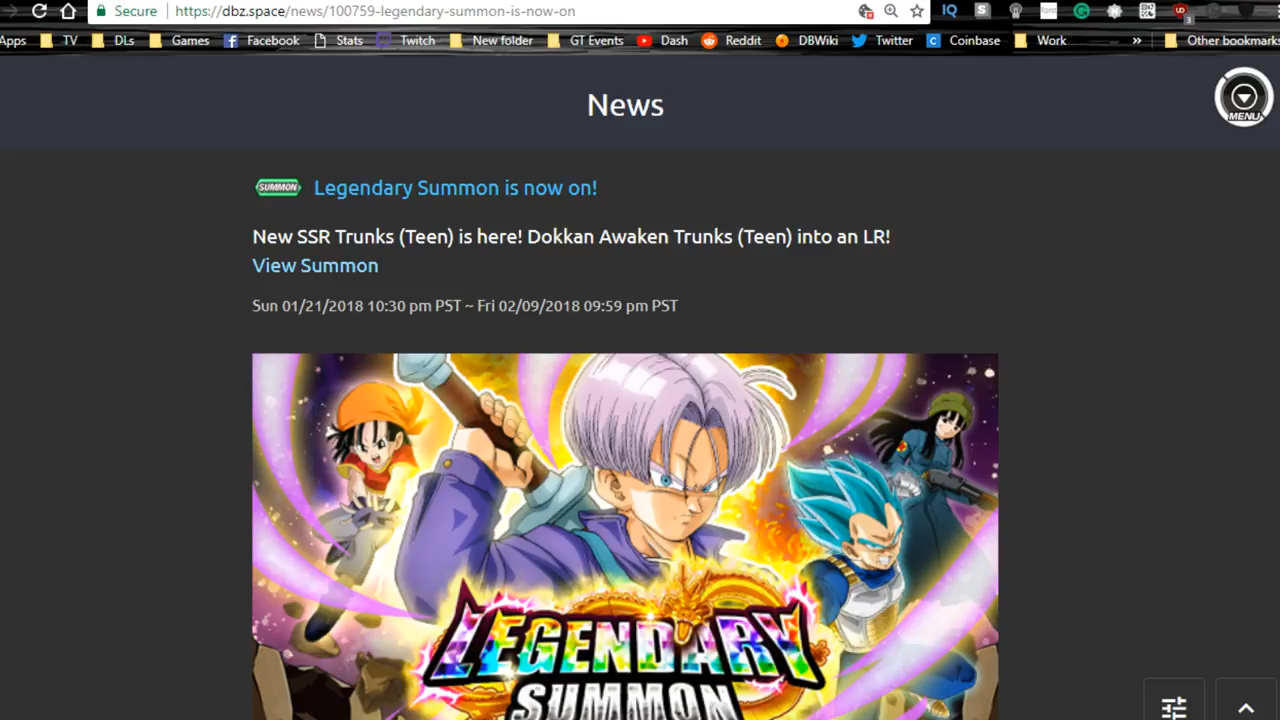 Secure https://dbz.space/news/100759-legendary-summon-is-now-on
Apps TV DLs Games Facebook Stats Twitch New folder GT Events Dash Reddit DBWiki Twitter Coinbase Work » Other bookmarks
News
MENU
SUMMON Legendary Summon is now on!
New SSR Trunks (Teen) is here! Dokkan Awaken Trunks (Teen) into an LR!
View Summon
Sun 01/21/2018 10:30 pm PST ~ Fri 02/09/2018 09:59 pm PST
LEGENDARY
SUMMON